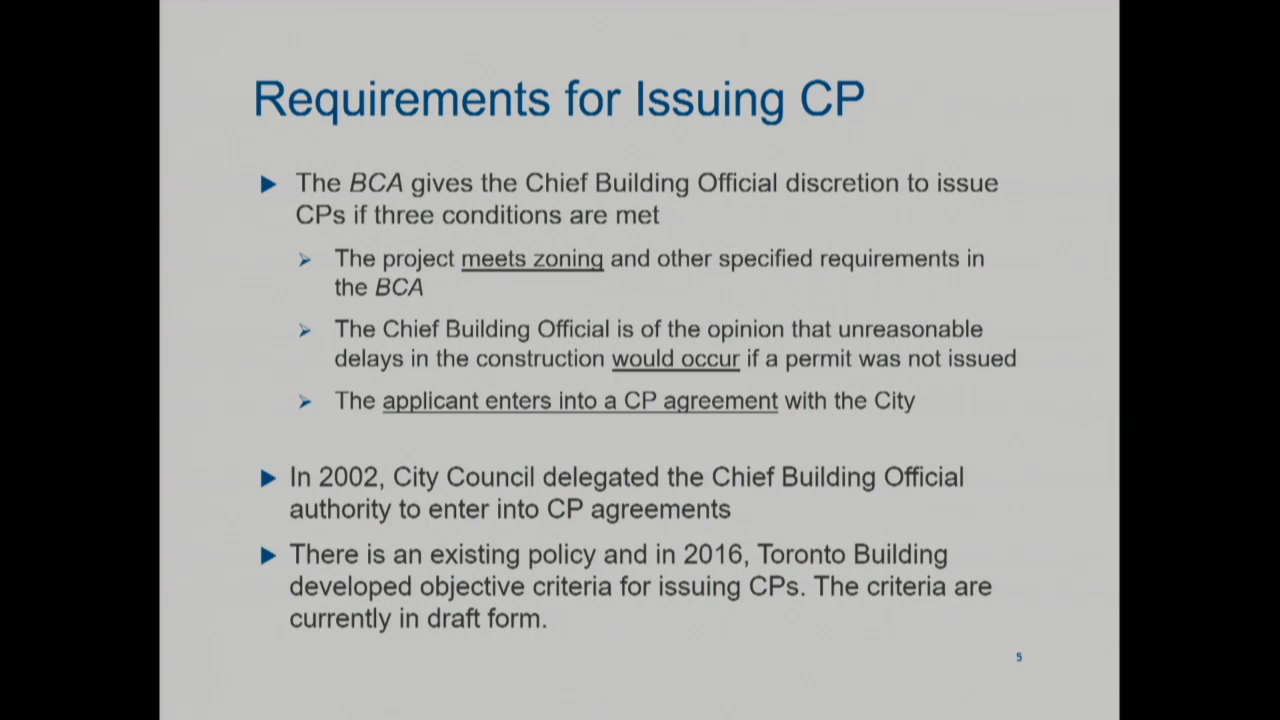 Requirements for Issuing CP
The BCA gives the Chief Building Official discretion to issue
CPs if three conditions are met
The project meets zoning and other specified requirements in
the BCA
The Chief Building Official is of the opinion that unreasonable
delays in the construction would occur if a permit was not issued
The applicant enters into a CP agreement with the City
In 2002, City Council delegated the Chief Building Official
authority to enter into CP agreements
There is an existing policy and in 2016, Toronto Building
developed objective criteria for issuing CPs. The criteria are
currently in draft form.
5